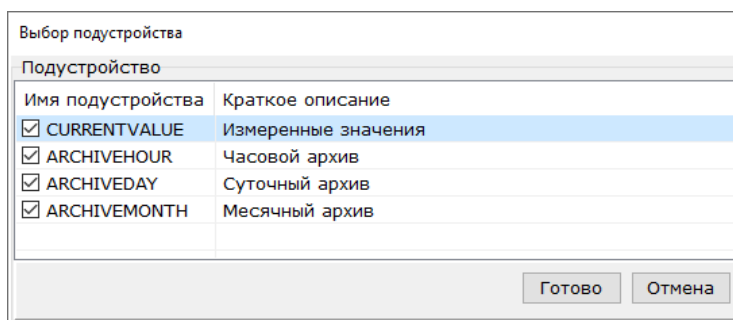 Выбор подустройства
Подустройство
Имя подустройства Краткое описание
CURRENTVALUE Измеренные значения
ARCHIVEHOUR Часовой архив
ARCHIVEDAY Суточный архив
ARCHIVEMONTH Месячный архив
Готово Отмена